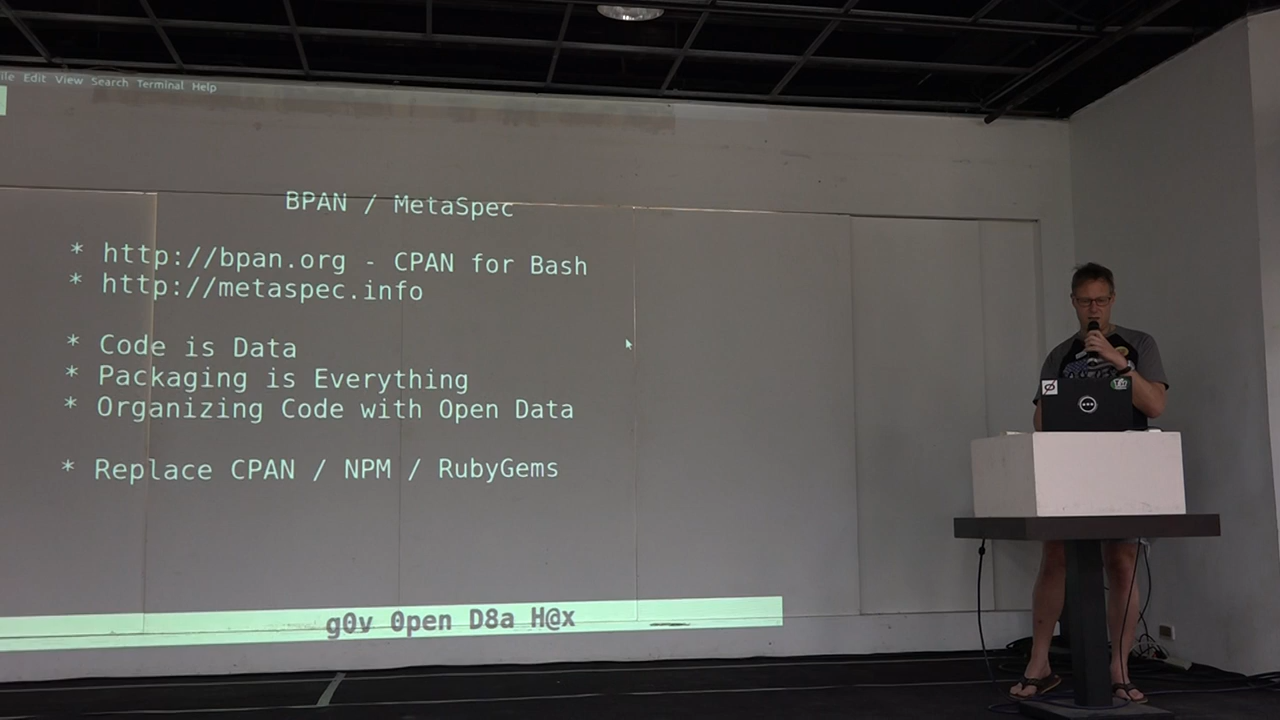 ile Edit View Search Terminal Help
BPAN / MetaSpec
* http://bpan.org - CPAN for Bash
* http://metaspec.info
* Code is Data
* Packaging is Everything
* Organizing Code with Open Data
* Replace CPAN / NPM / RubyGems
g0v 0pen D8a H@x